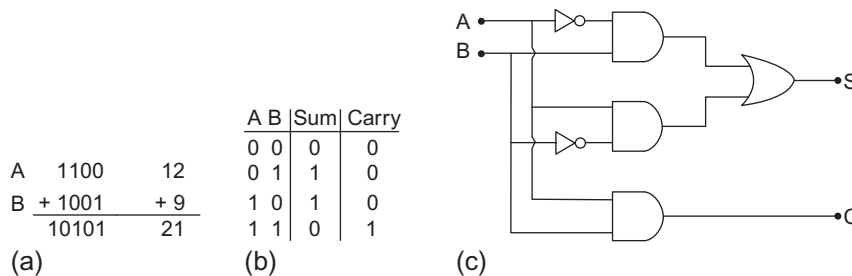 A 1100 12
B + 1001 + 9
10101 21
(a)
A B Sum Carry
0 0 0 0
0 1 1 0
1 0 1 0
1 1 0 1
(b)
A
B
S
C
(c)